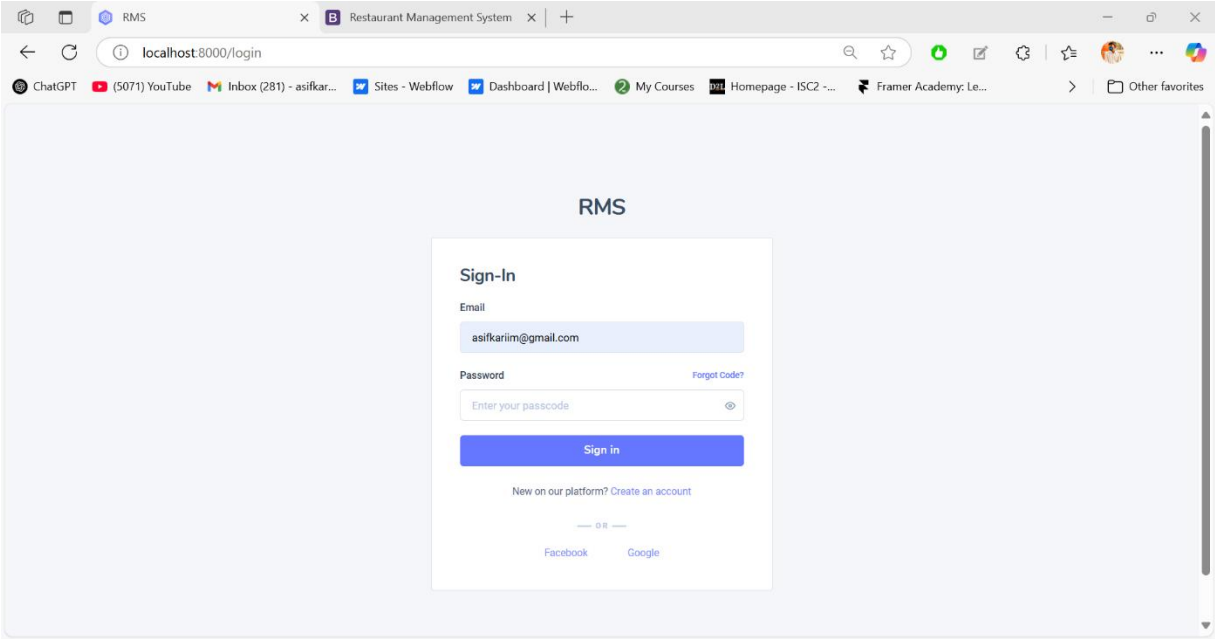 RMS
Restaurant Management System
localhost:8000/login
ChatGPT (5071) YouTube Inbox (281) - asifkar... Sites - Webflow Dashboard | Webflo... My Courses D2L Homepage - ISC2 -... Framer Academy: Le... Other favorites
RMS
Sign-In
Email
asifkariim@gmail.com
Password Forgot Code?
Enter your passcode
Sign in
New on our platform? Create an account
OR
Facebook Google